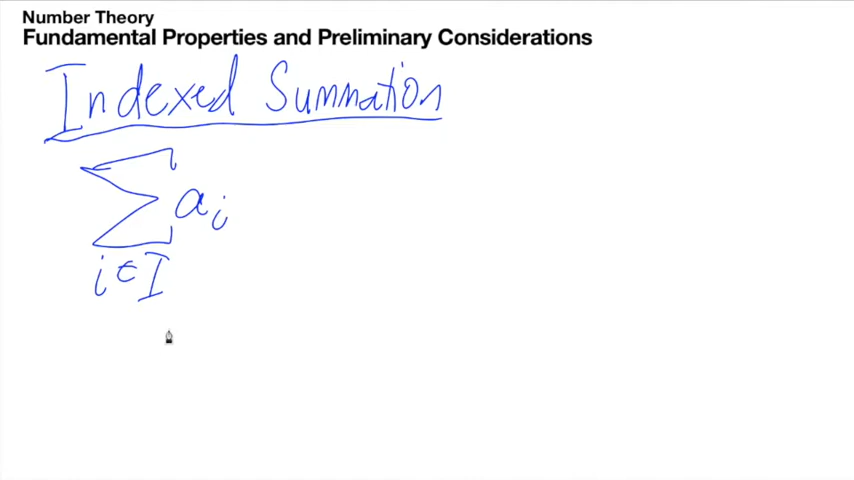 Number Theory
Fundamental Properties and Preliminary Considerations
Indexed Summation
∑ aᵢ
i ∈ I